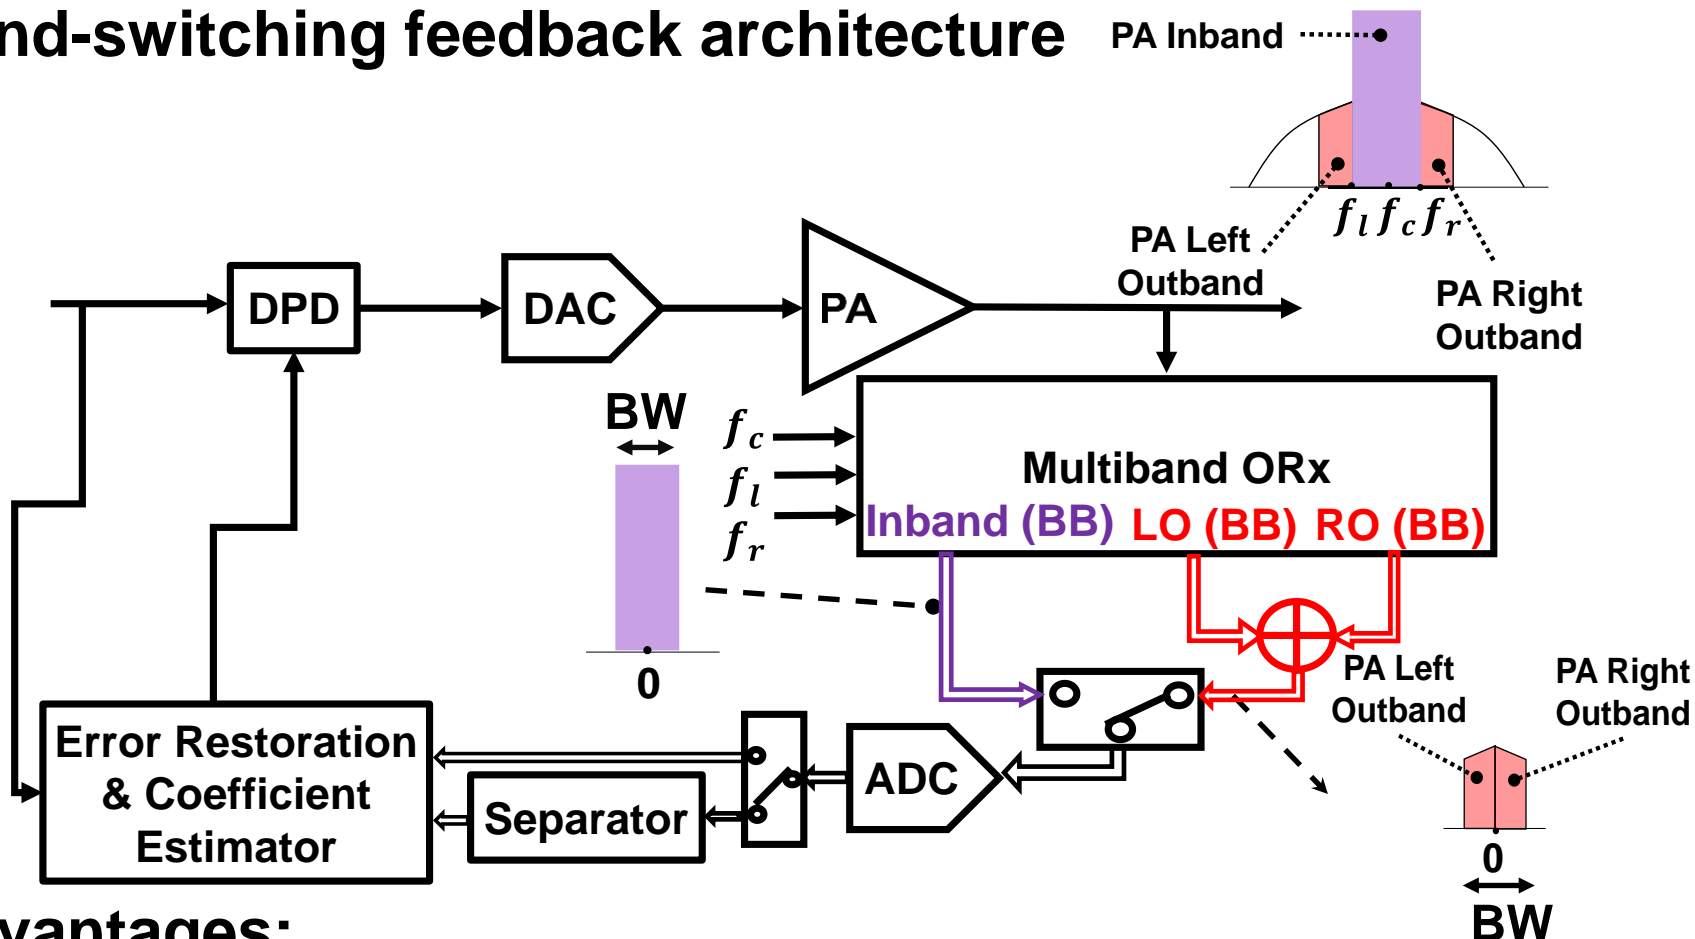 nd-switching feedback architecture
PA Inband
f_l f_c f_r
PA Left
Outband
PA Right
Outband
DPD
DAC
PA
BW
f_c
f_l
f_r
Multiband ORx
Inband (BB) LO (BB) RO (BB)
0
PA Left
Outband
PA Right
Outband
Error Restoration
& Coefficient
Estimator
Separator
ADC
0
BW
vantages: